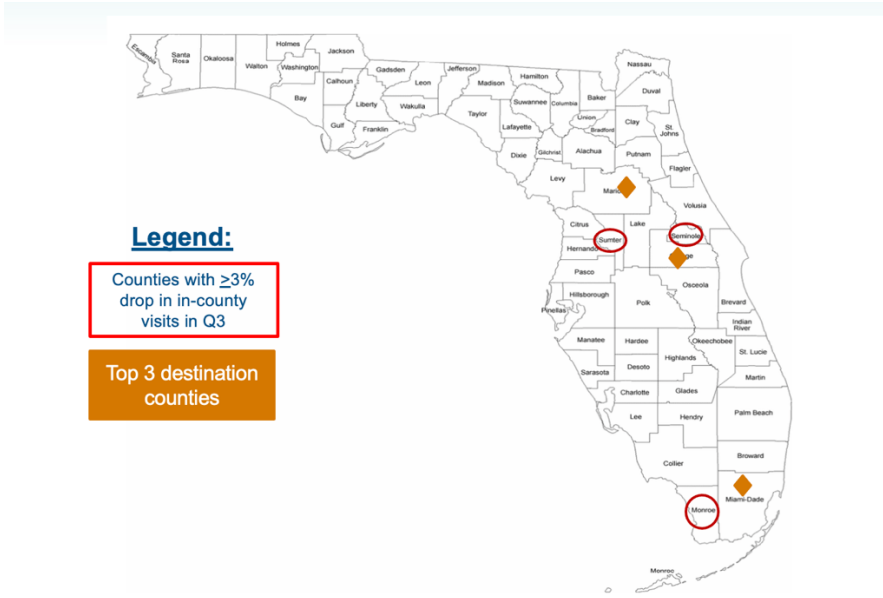 Escambia
Santa
Rosa
Okaloosa
Walton
Holmes
Washington
Jackson
Bay
Calhoun
Gulf
Liberty
Gadsden
Franklin
Leon
Wakulla
Jefferson
Madison
Taylor
Hamilton
Suwannee
Lafayette
Columbia
Dixie
Gilchrist
Baker
Union
Bradford
Alachua
Nassau
Duval
Clay
St
Johns
Putnam
Flagler
Levy
Volusia
Citrus
Sumter
Lake
Seminole
Hernando
Pasco
Osceola
Hillsborough
Pinellas
Polk
Brevard
Indian
River
Manatee
Hardee
Okeechobee
Highlands
St. Lucie
Sarasota
Desoto
Martin
Charlotte
Glades
Lee
Hendry
Palm Beach
Collier
Broward
Miami-Dade
Monroe
Monroe
Legend:
Counties with ≥3%
drop in in-county
visits in Q3
Top 3 destination
counties